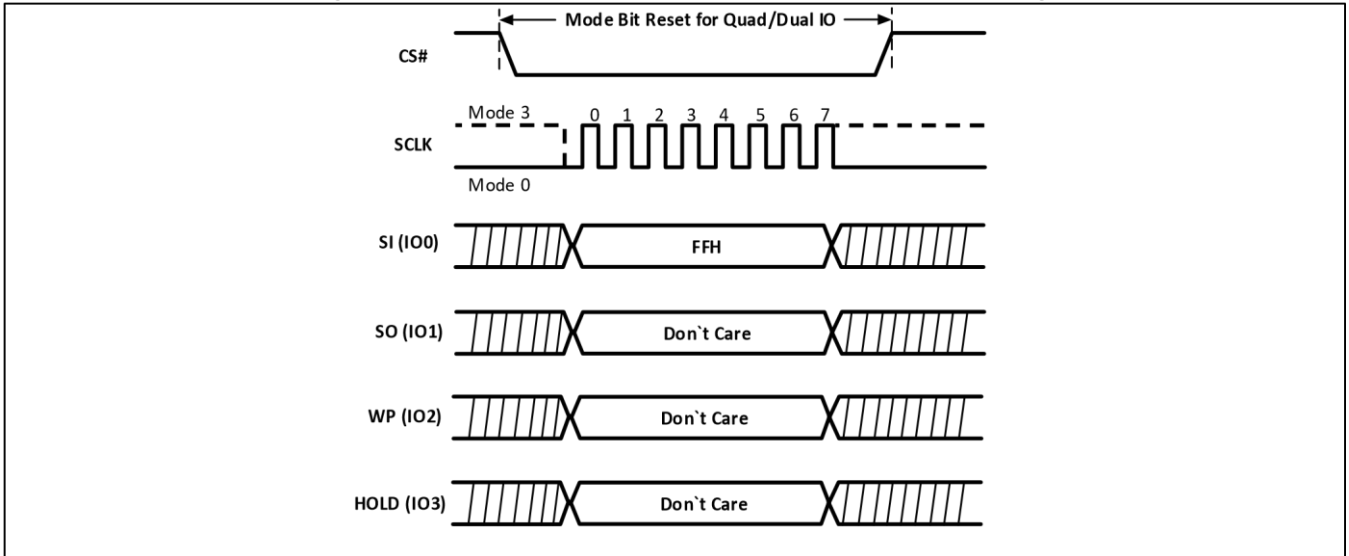 Mode Bit Reset for Quad/Dual IO
CS#
Mode 3
0 1 2 3 4 5 6 7
SCLK
Mode 0
SI (IO0)
FFH
SO (IO1)
Don`t Care
WP (IO2)
Don`t Care
HOLD (IO3)
Don`t Care